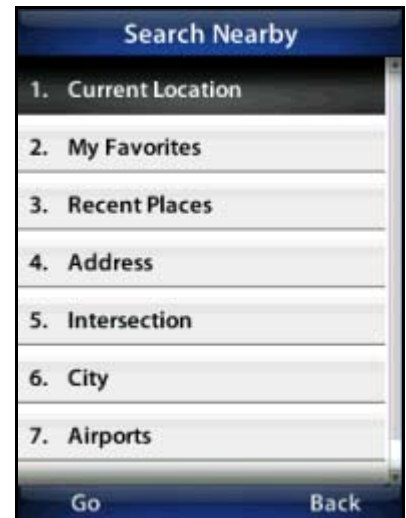 Search Nearby
1. Current Location
2. My Favorites
3. Recent Places
4. Address
5. Intersection
6. City
7. Airports
Go Back